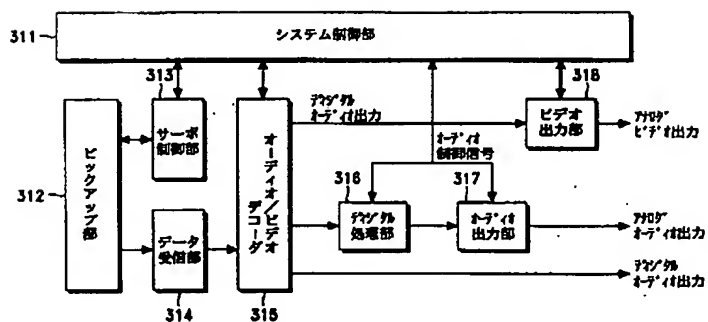 311
システム制御部
313
318
デジタル
オーディオ出力
ビデオ
出力部
アナログ
ビデオ出力
サーボ
制御部
オーディオ
制御信号
312
ピックアップ部
オーディオ／ビデオ
デコーダ
316
317
デジタル
処理部
オーディオ
出力部
アナログ
オーディオ出力
データ
受信部
デジタル
オーディオ出力
314
315